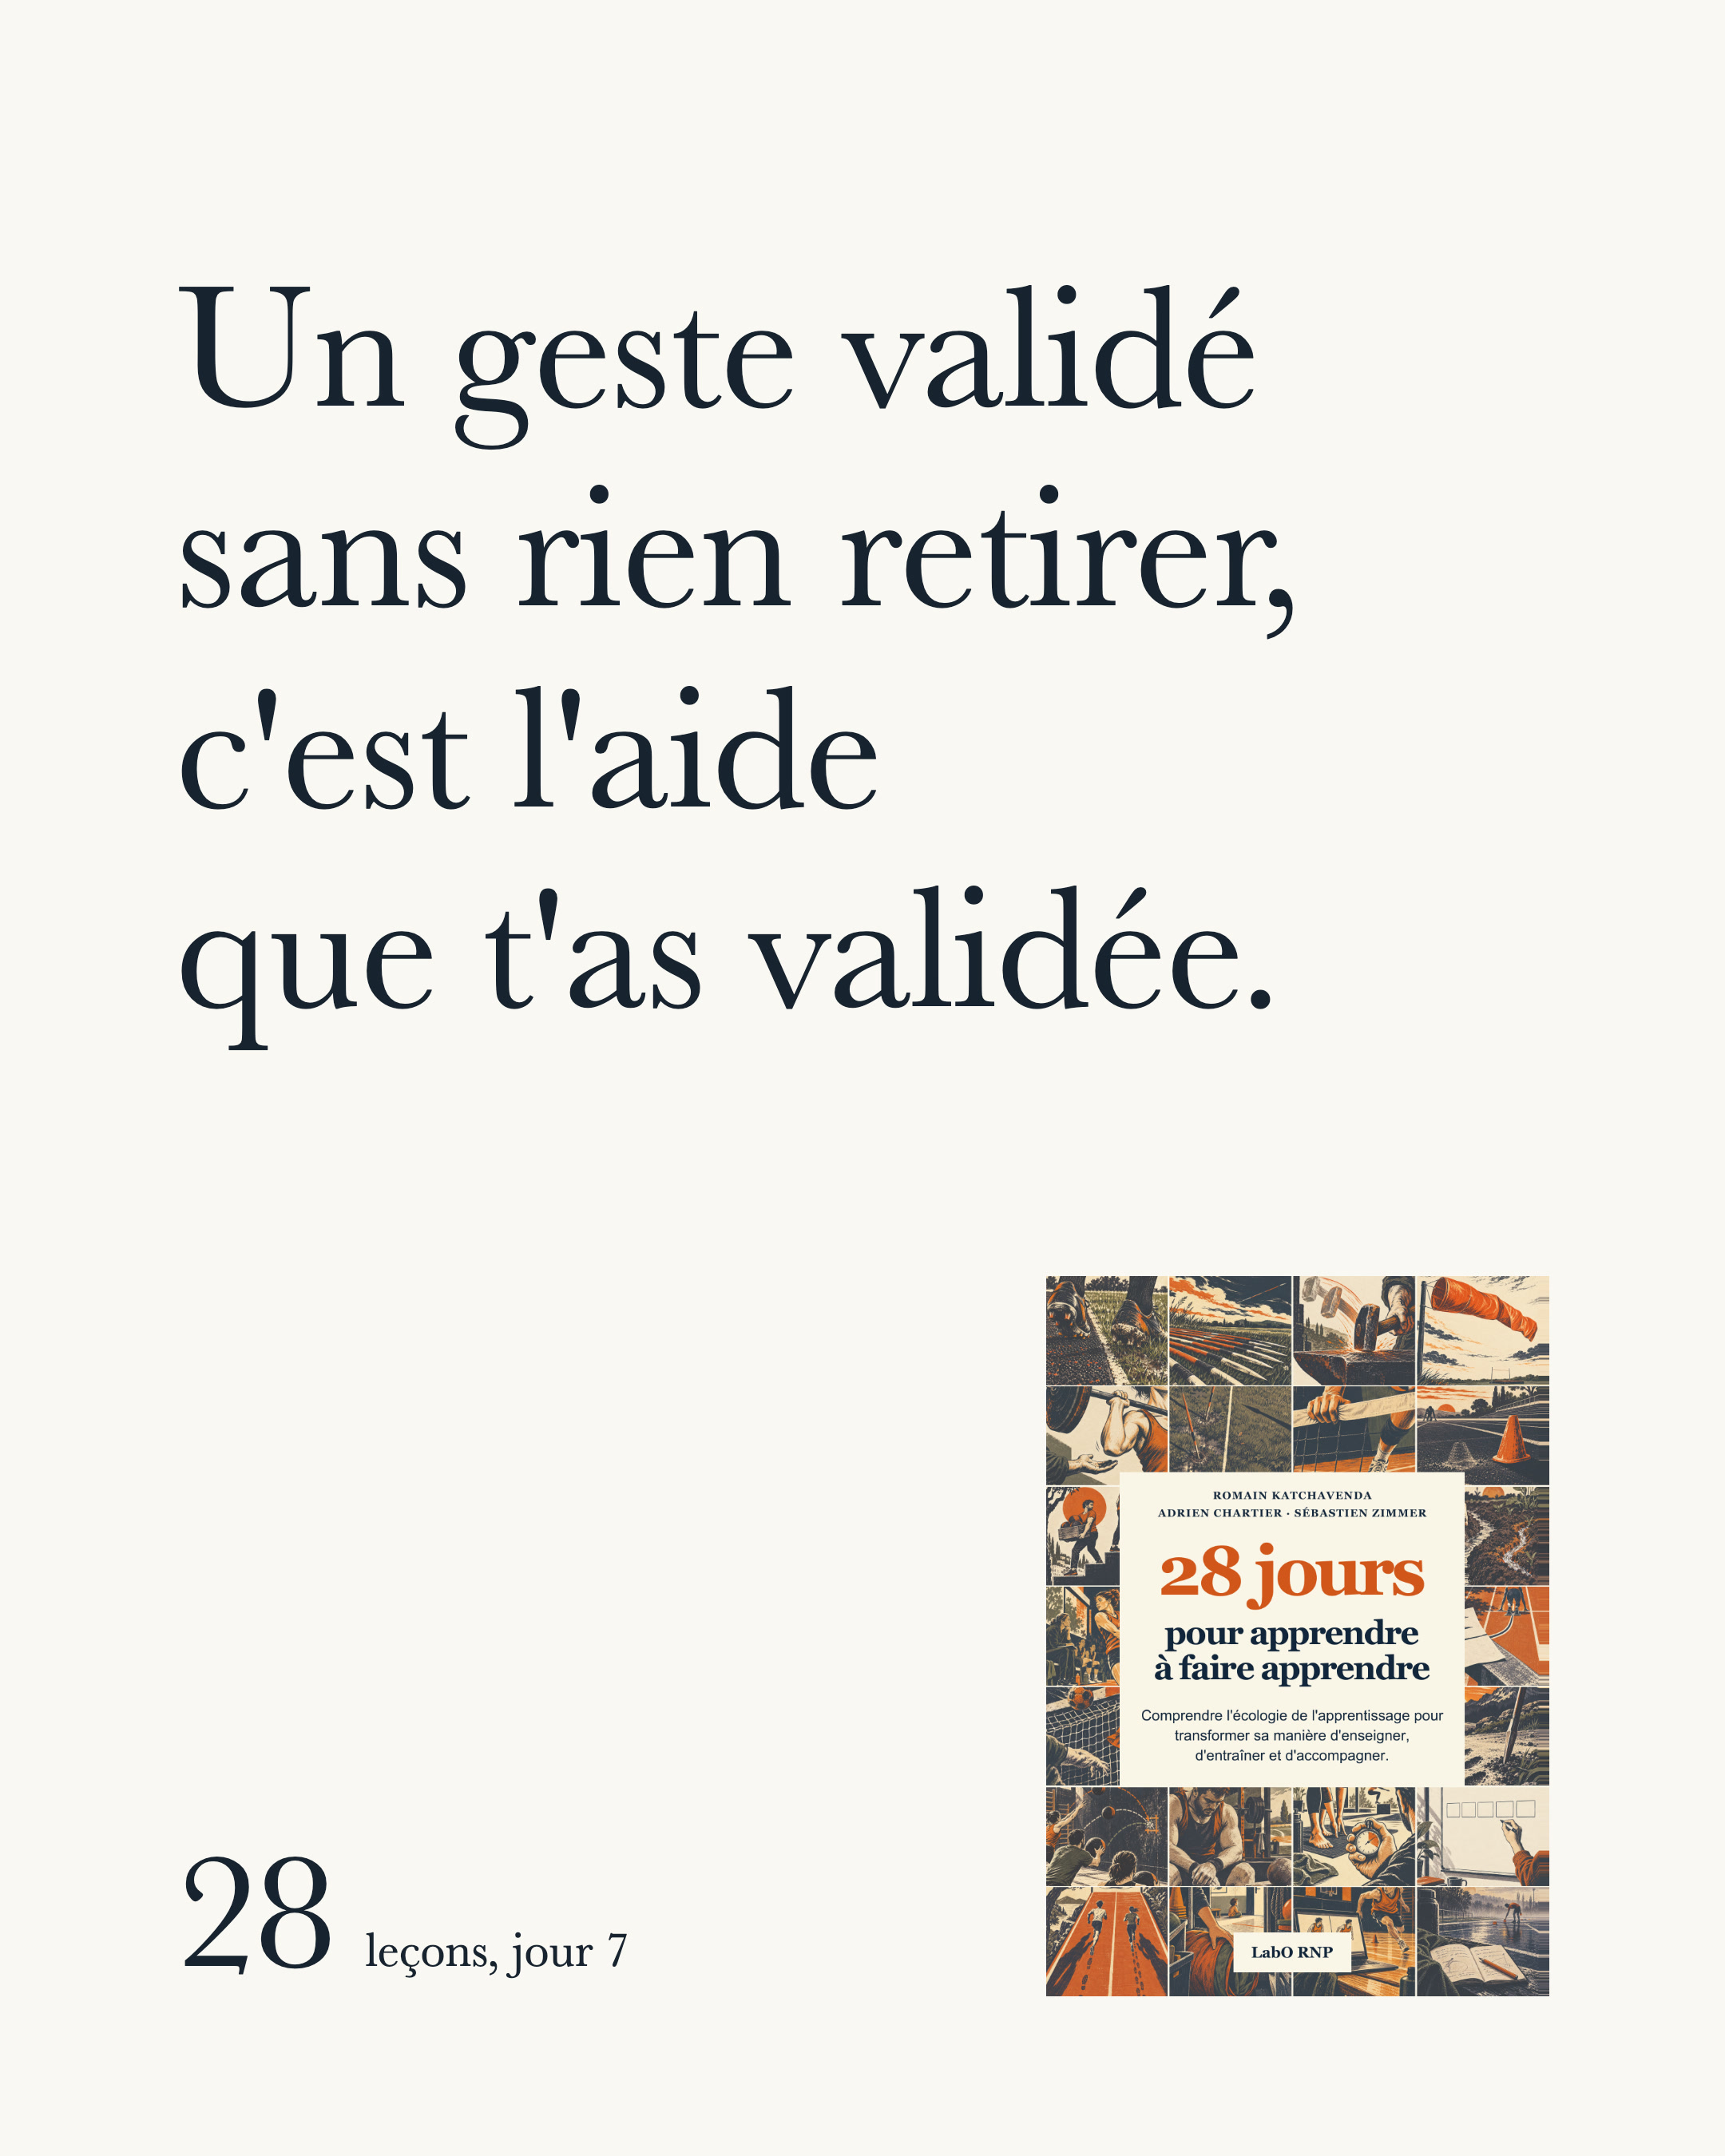 Un geste validé
sans rien retirer,
c'est l'aide
que t'as validée.
ROMAIN KATCHAVENDA
ADRIEN CHARTIER · SÉBASTIEN ZIMMER
28 jours
pour apprendre
à faire apprendre
Comprendre l'écologie de l'apprentissage pour
transformer sa manière d'enseigner,
d'entraîner et d'accompagner.
LabO RNP
28 leçons, jour 7